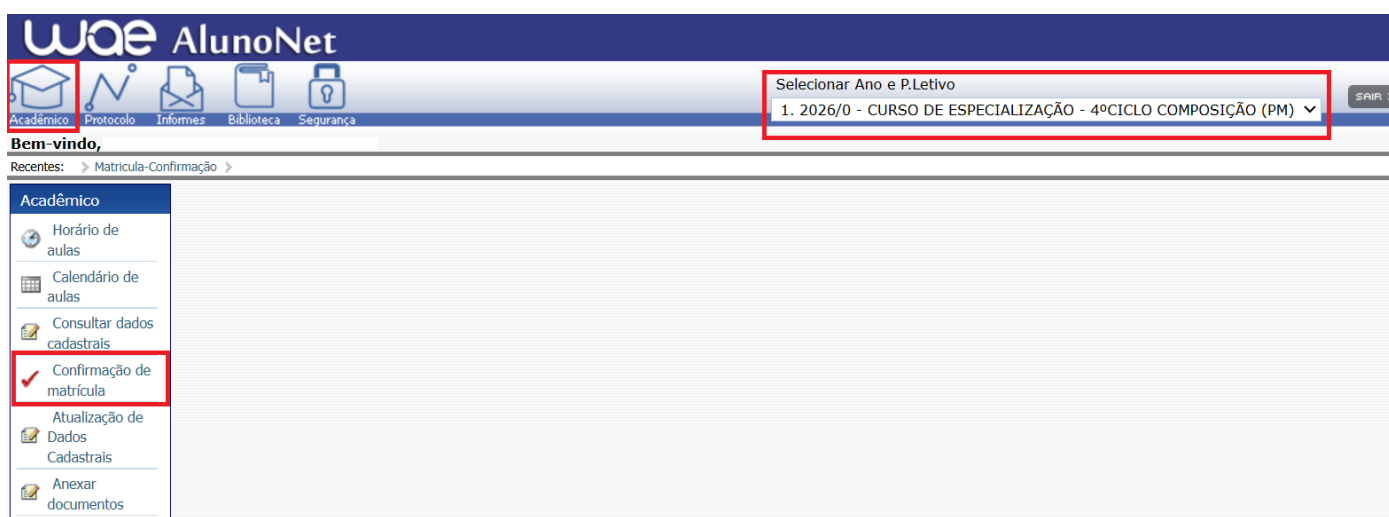 wae AlunoNet
Selecionar Ano e P.Letivo
1. 2026/0 - CURSO DE ESPECIALIZAÇÃO - 4ºCICLO COMPOSIÇÃO (PM)
SAIR
Acadêmico Protocolo Informes Biblioteca Segurança
Bem-vindo,
Recentes: Matricula-Confirmação
Acadêmico
Horário de
aulas
Calendário de
aulas
Consultar dados
cadastrais
Confirmação de
matrícula
Atualização de
Dados
Cadastrais
Anexar
documentos